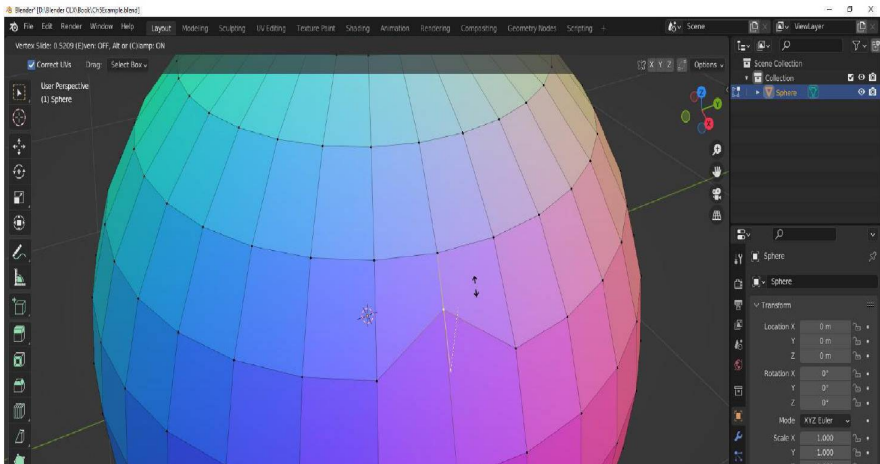 Blender* [D:\Blender OLX\Book\CH5Example.blend]
File Edit Render Window Help Layout Modeling Sculpting UV Editing Texture Paint Shading Animation Rendering Compositing Geometry Nodes Scripting + Scene ViewLayer
Vertex Slide: 0.5209 (E)ven: OFF, Alt or (C)lamp: ON
Correct UVs Drag: Select Box X Y Z Options
User Perspective
(1) Sphere
Z
Y
X
Scene Collection
Collection
Sphere
Sphere
Sphere
Transform
Location X 0 m
Y 0 m
Z 0 m
Rotation X 0°
Y 0°
Z 0°
Mode XYZ Euler
Scale X 1.000
Y 1.000